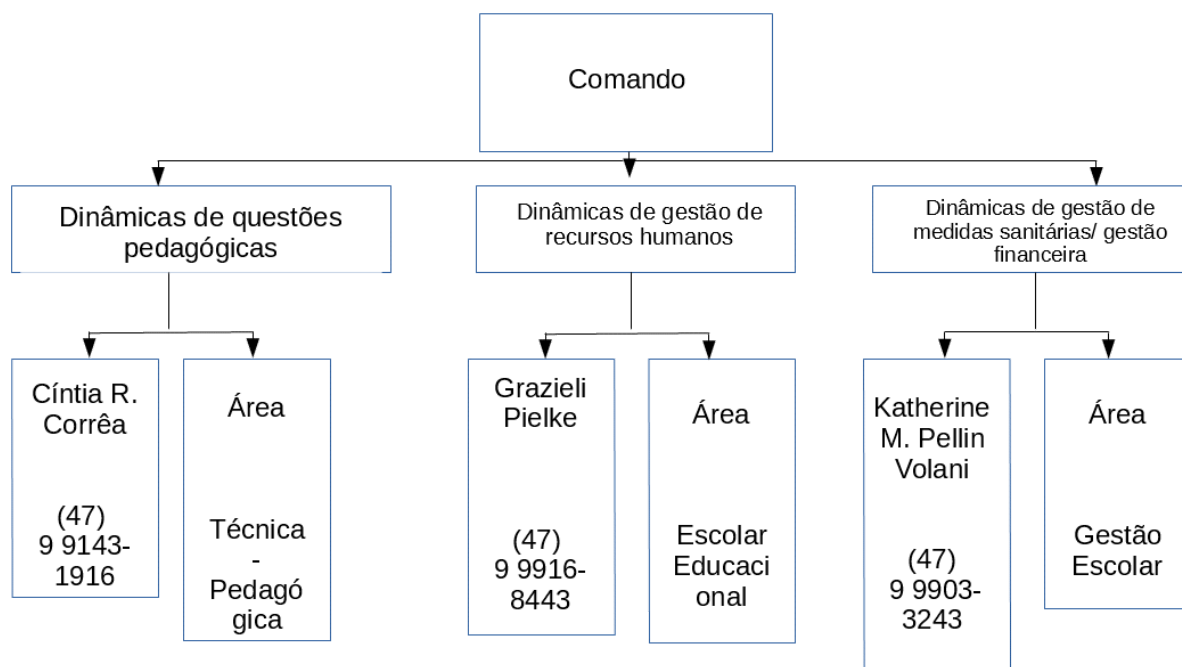 Comando
Dinâmicas de questões
pedagógicas
Dinâmicas de gestão de
recursos humanos
Dinâmicas de gestão de
medidas sanitárias/ gestão
financeira
Cíntia R.
Corrêa
(47)
9 9143-
1916
Área
Técnica
-
Pedagó
gica
Grazieli
Pielke
(47)
9 9916-
8443
Área
Escolar
Educaci
onal
Katherine
M. Pellin
Volani
(47)
9 9903-
3243
Área
Gestão
Escolar